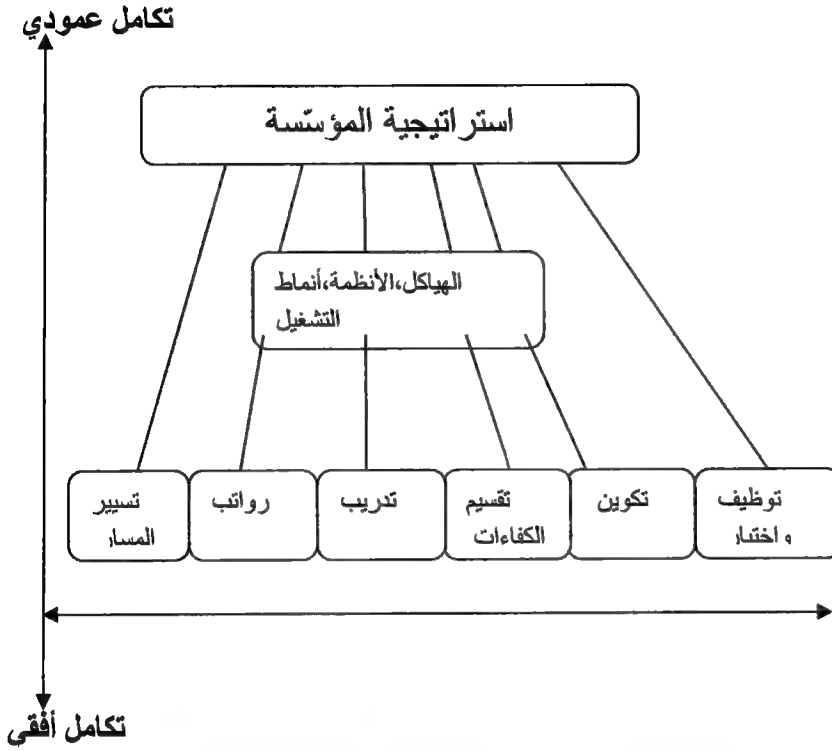 تكامل عمودي
استراتيجية المؤسّسة
الهياكل،الأنظمة،أنماط
التشغيل
توظيف
و اختيار
تكوين
تقسيم
الكفاءات
تدريب
رواتب
تسيير
المسار
تكامل أفقي